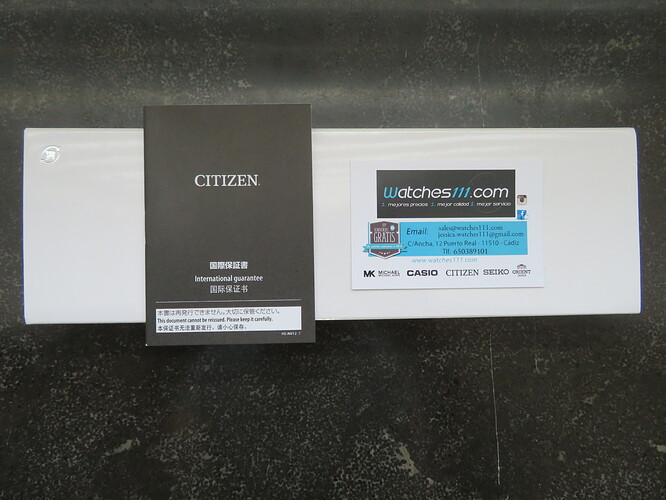 CITIZEN
国際保証書
International guarantee
国际保证书
本書は再発行できません。大切に保管ください。
This document cannot be reissued. Please keep it carefully.
本保证书无法重新发行,请小心保存。
watches111.com
1. mejores precios 1. mejor calidad 1. mejor servicio
GRATIS
Email: sales@watches111.com
jessica.watches111@gmail.com
C/Ancha, 12 Puerto Real - 11510 - Cádiz
Tlf. 650389101
www.watches111.com
MK MICHAEL CASIO CITIZEN SEIKO ORIENT